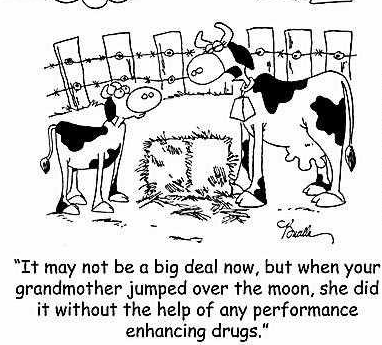 "It may not be a big deal now, but when your
grandmother jumped over the moon, she did
it without the help of any performance
enhancing drugs."